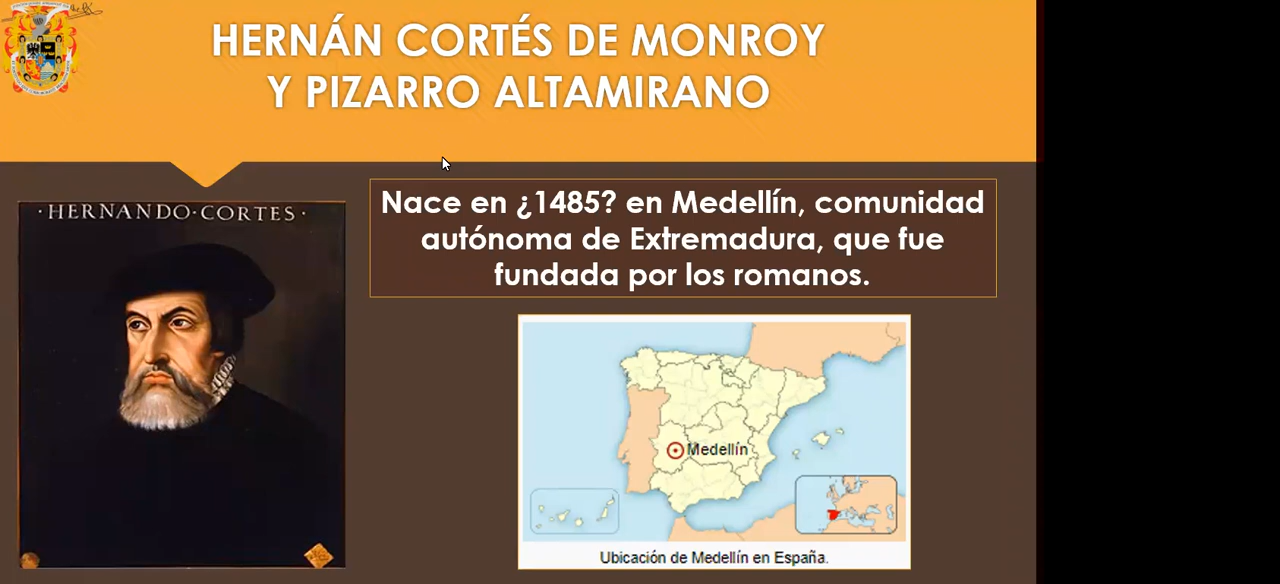 HERNÁN CORTÉS DE MONROY
Y PIZARRO ALTAMIRANO
·HERNANDO·CORTES·
Nace en ¿1485? en Medellín, comunidad
autónoma de Extremadura, que fue
fundada por los romanos.
Medellín
Ubicación de Medellín en España.